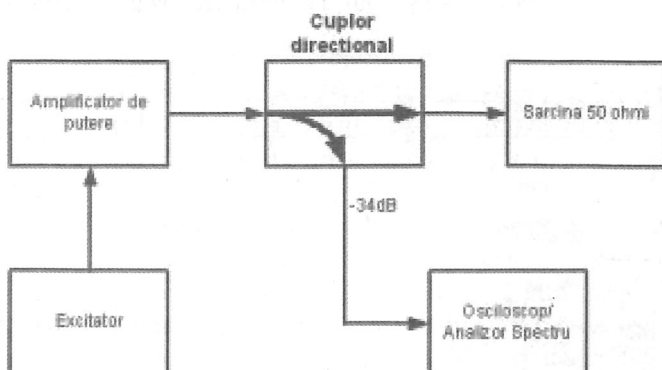 Cuplor
directional
Amplificator de
putere
Sarcina 50 ohmi
-34dB
Excitator
Osciloscop/
Analizor Spectru